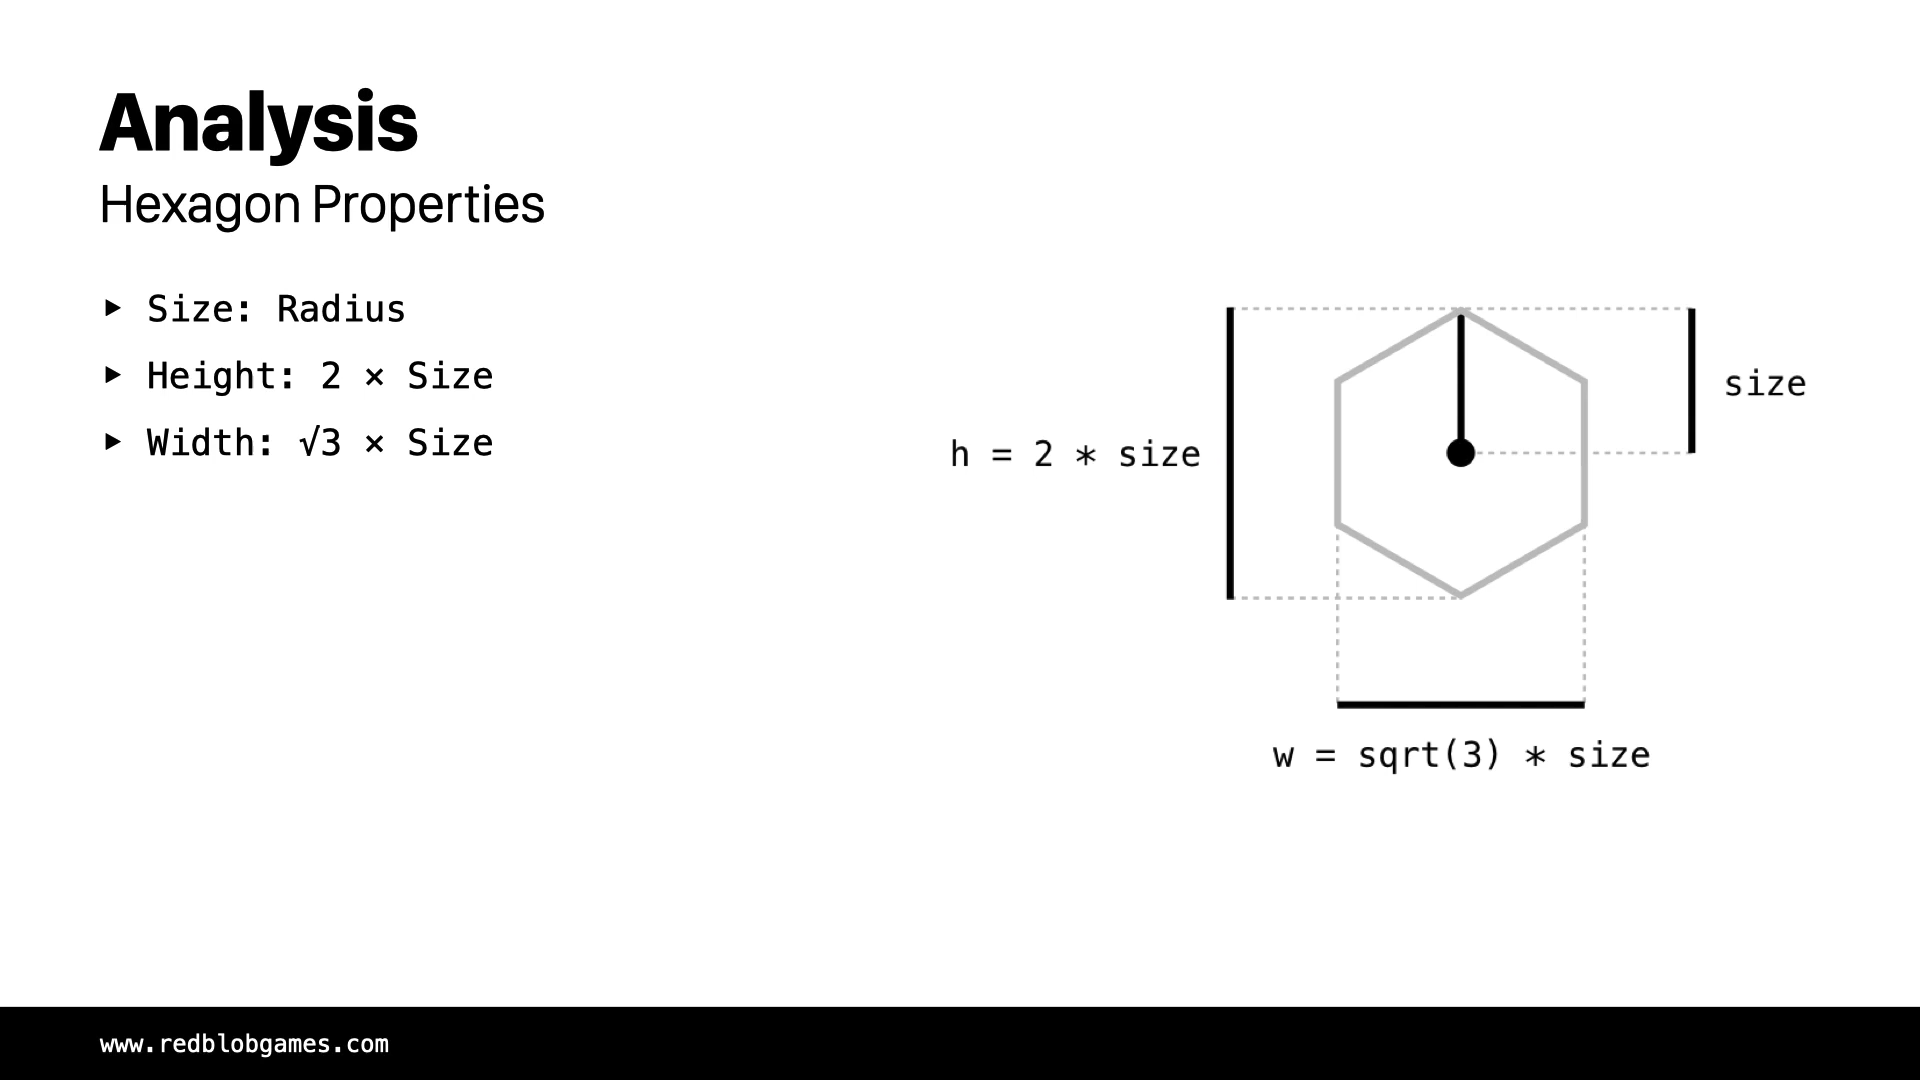 Analysis
Hexagon Properties
▶ Size: Radius
▶ Height: 2 × Size
▶ Width: √3 × Size
size
h = 2 * size
w = sqrt(3) * size
www.redblobgames.com